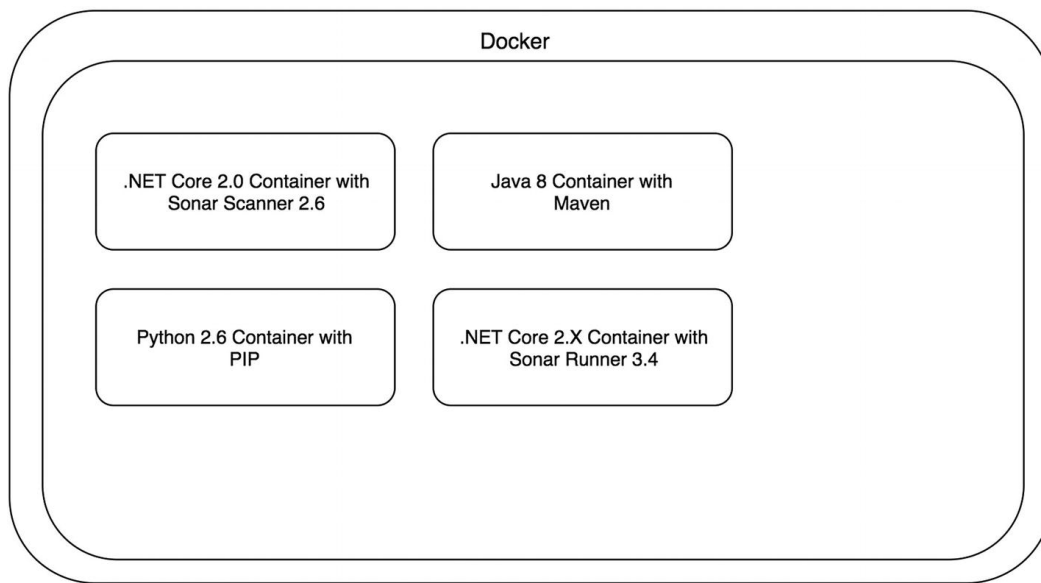 Docker
.NET Core 2.0 Container with
Sonar Scanner 2.6
Java 8 Container with
Maven
Python 2.6 Container with
PIP
.NET Core 2.X Container with
Sonar Runner 3.4